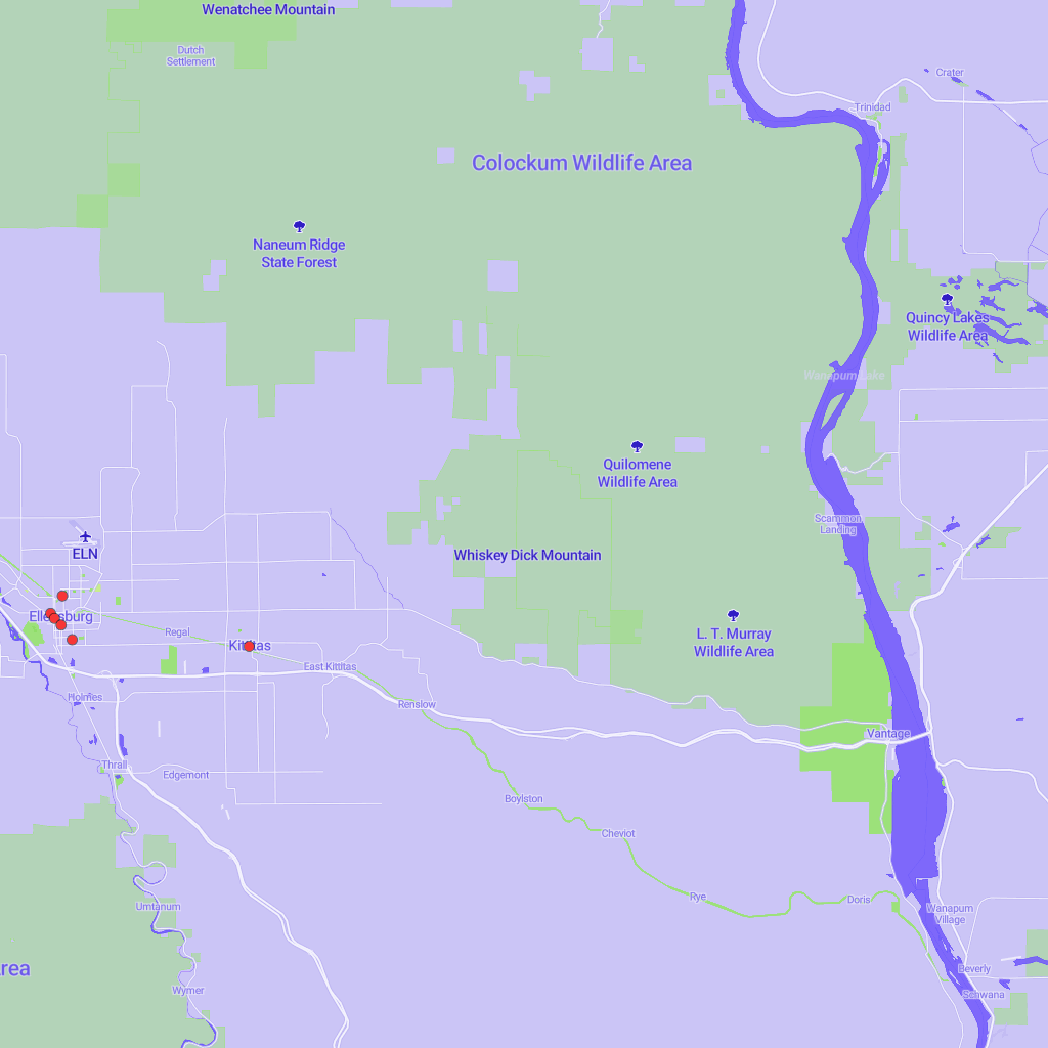 Wenatchee Mountain
Dutch
Settlement
Crater
Trinidad
Colockum Wildlife Area
Naneum Ridge
State Forest
Quincy Lakes
Wildlife Area
Wanapum Lake
Quilomene
Wildlife Area
Scammon
Landing
ELN
Whiskey Dick Mountain
Ellensburg
Regal
Kittitas
L. T. Murray
Wildlife Area
East Kittitas
Holmes
Renslow
Vantage
Thrall
Edgemont
Boylston
Cheviot
Rye
Doris
Umtanum
Wanapum
Village
rea
Beverly
Wymer
Schwana